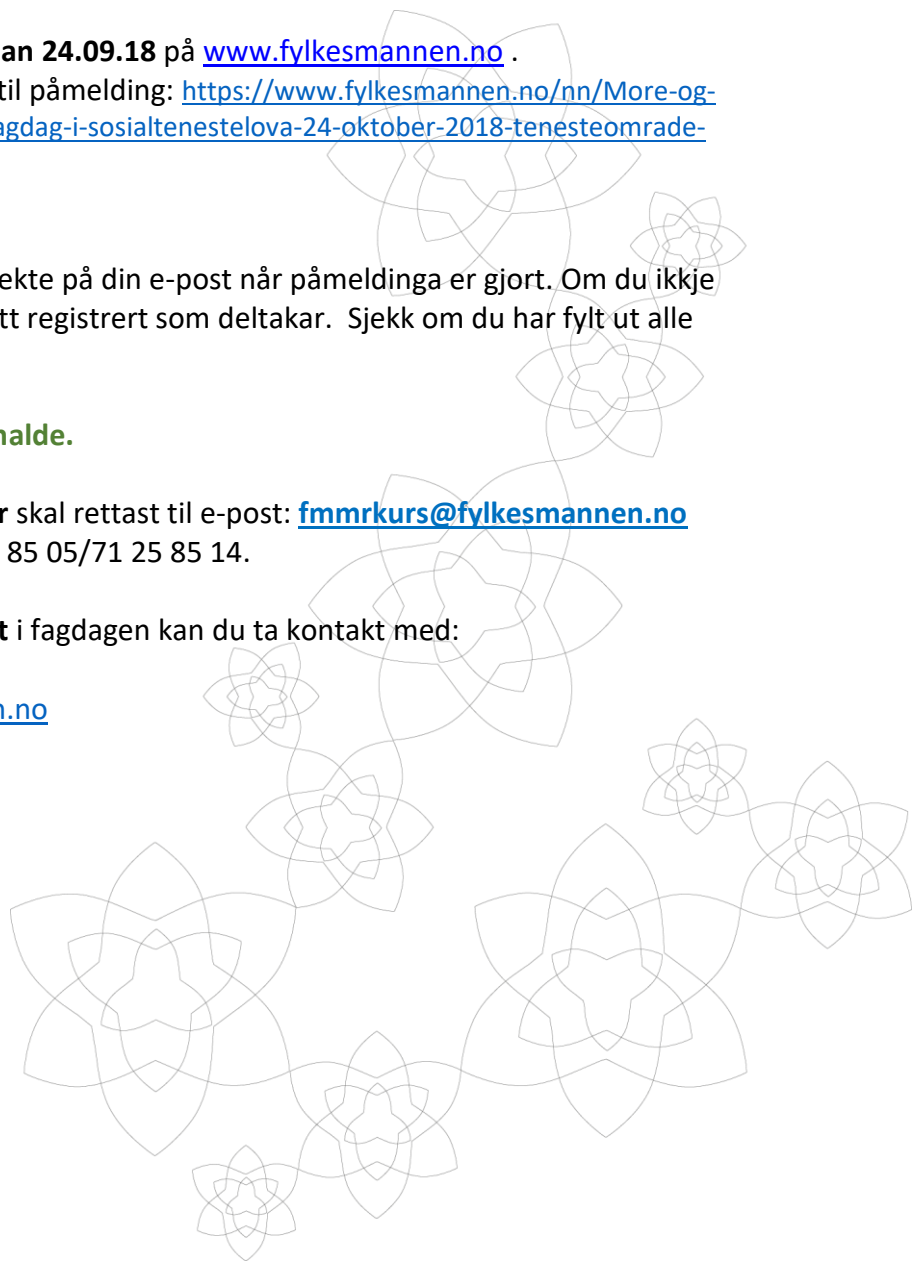 an 24.09.18 på www.fylkesmannen.no .
til påmelding: https://www.fylkesmannen.no/nn/More-og-
agdag-i-sosialtenestelova-24-oktober-2018-tenesteomrade-
ekte på din e-post når påmeldinga er gjort. Om du ikkje
tt registrert som deltakar.  Sjekk om du har fylt ut alle
halde.
r skal rettast til e-post: fmmrkurs@fylkesmannen.no
85 05/71 25 85 14.
t i fagdagen kan du ta kontakt med:
n.no